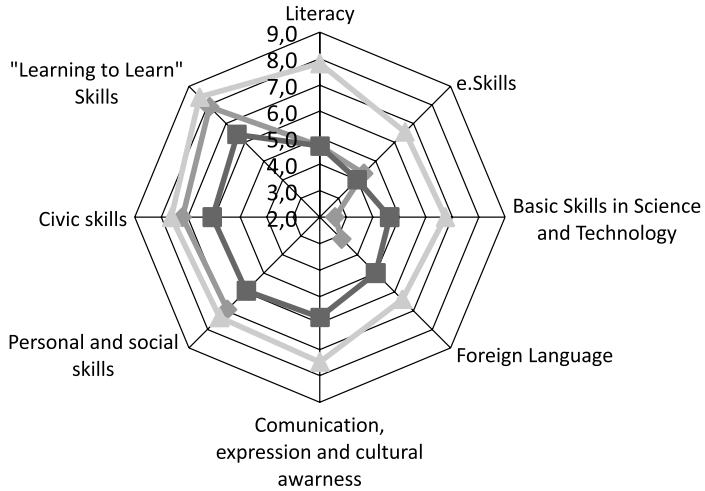 Literacy
9,0
8,0
7,0
6,0
5,0
4,0
3,0
2,0
e.Skills
Basic Skills in Science
and Technology
Foreign Language
Comunication,
expression and cultural
awarness
Personal and social
skills
Civic skills
"Learning to Learn"
Skills